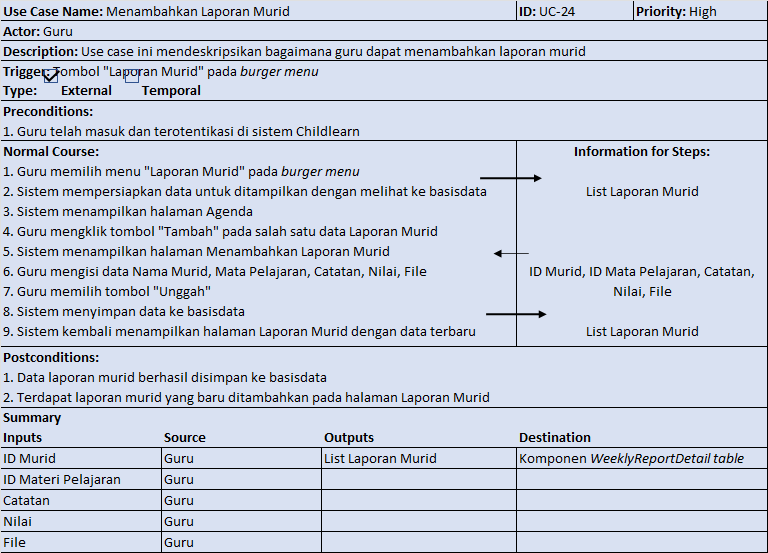 Use Case Name: Menambahkan Laporan Murid ID: UC-24 Priority: High
Actor: Guru
Description: Use case ini mendeskripsikan bagaimana guru dapat menambahkan laporan murid
Trigger: Tombol "Laporan Murid" pada burger menu
Type: External Temporal
Preconditions:
1. Guru telah masuk dan terotentikasi di sistem Childlearn
Normal Course: Information for Steps:
1. Guru memilih menu "Laporan Murid" pada burger menu
2. Sistem mempersiapkan data untuk ditampilkan dengan melihat ke basisdata List Laporan Murid
3. Sistem menampilkan halaman Agenda
4. Guru mengklik tombol "Tambah" pada salah satu data Laporan Murid
5. Sistem menampilkan halaman Menambahkan Laporan Murid
6. Guru mengisi data Nama Murid, Mata Pelajaran, Catatan, Nilai, File ID Murid, ID Mata Pelajaran, Catatan,
7. Guru memilih tombol "Unggah" Nilai, File
8. Sistem menyimpan data ke basisdata
9. Sistem kembali menampilkan halaman Laporan Murid dengan data terbaru List Laporan Murid
Postconditions:
1. Data laporan murid berhasil disimpan ke basisdata
2. Terdapat laporan murid yang baru ditambahkan pada halaman Laporan Murid
Summary
Inputs Source Outputs Destination
ID Murid Guru List Laporan Murid Komponen WeeklyReportDetail table
ID Materi Pelajaran Guru
Catatan Guru
Nilai Guru
File Guru